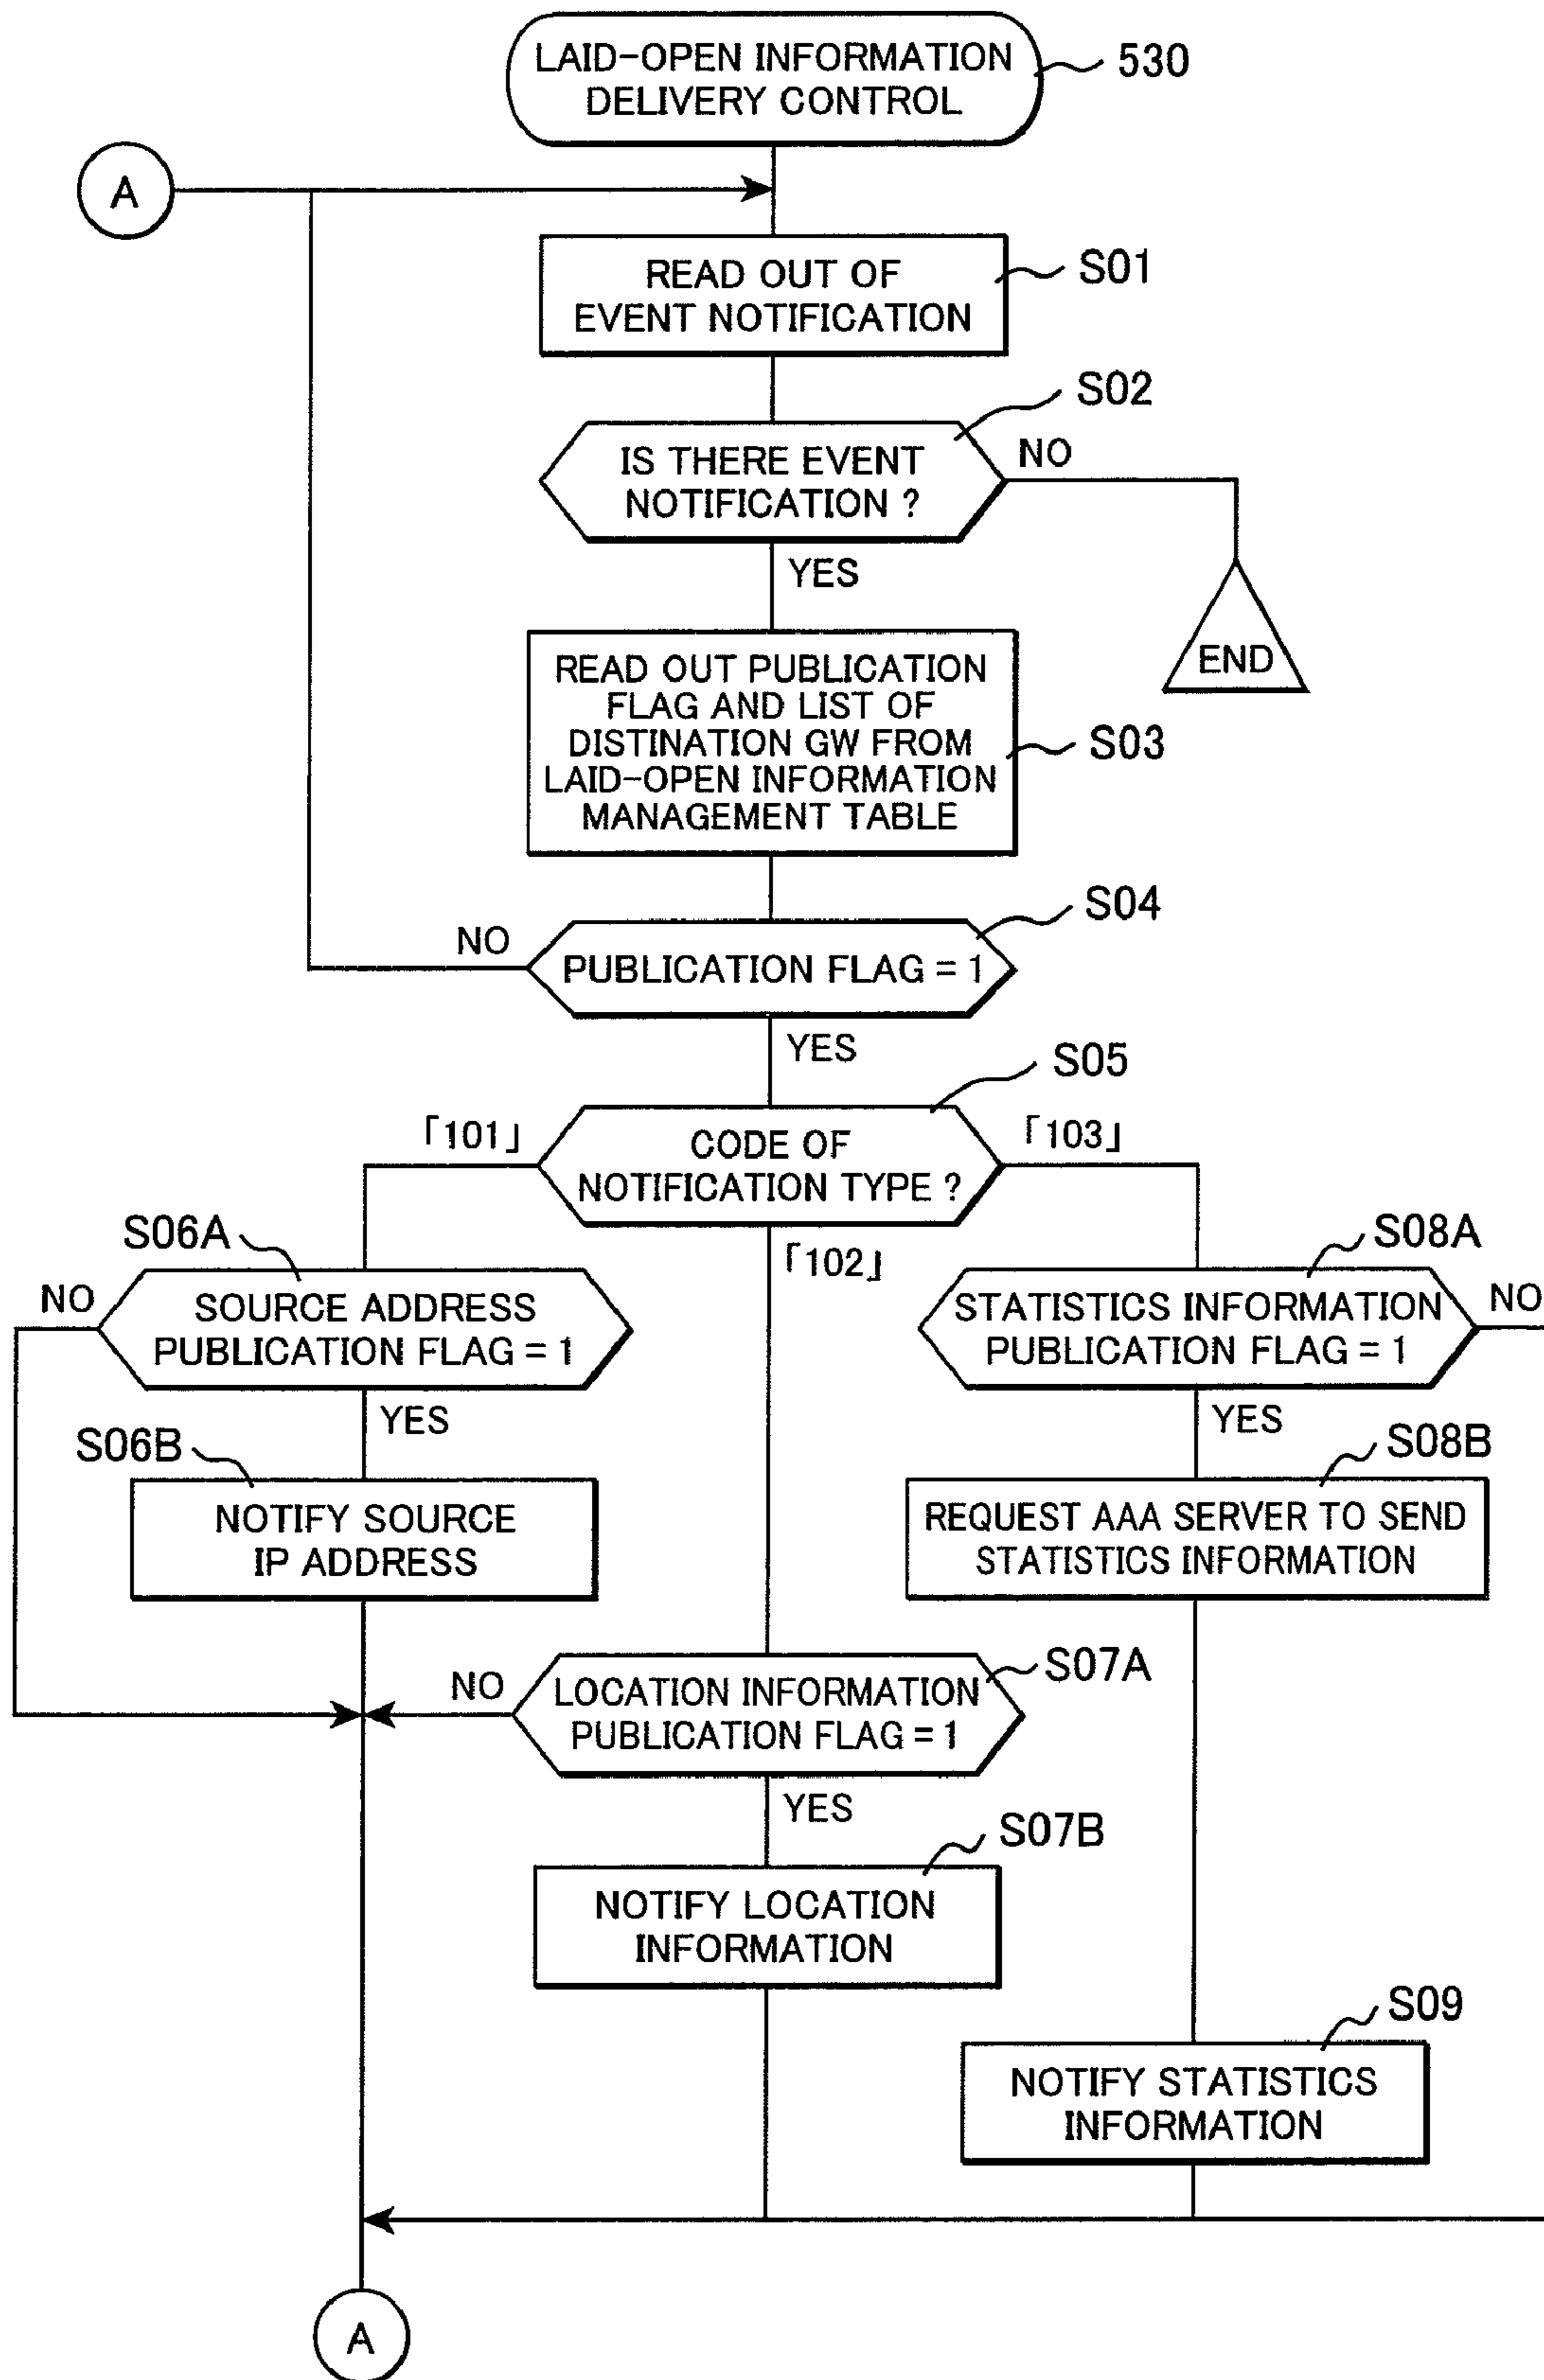 LAID-OPEN INFORMATION
DELIVERY CONTROL
530
A
READ OUT OF
EVENT NOTIFICATION
S01
S02
IS THERE EVENT
NOTIFICATION ?
NO
YES
END
READ OUT PUBLICATION
FLAG AND LIST OF
DISTINATION GW FROM
LAID-OPEN INFORMATION
MANAGEMENT TABLE
S03
S04
NO
PUBLICATION FLAG = 1
YES
S05
「101」
CODE OF
NOTIFICATION TYPE ?
「103」
「102」
S06A
NO
SOURCE ADDRESS
PUBLICATION FLAG = 1
YES
S08A
STATISTICS INFORMATION
PUBLICATION FLAG = 1
NO
YES
S06B
NOTIFY SOURCE
IP ADDRESS
S08B
REQUEST AAA SERVER TO SEND
STATISTICS INFORMATION
S07A
NO
LOCATION INFORMATION
PUBLICATION FLAG = 1
YES
S07B
NOTIFY LOCATION
INFORMATION
S09
NOTIFY STATISTICS
INFORMATION
A